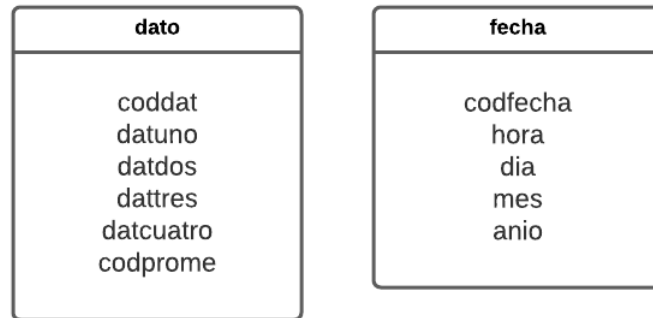 dato
coddat
datuno
datdos
dattres
datcuatro
codprome
fecha
codfecha
hora
dia
mes
anio